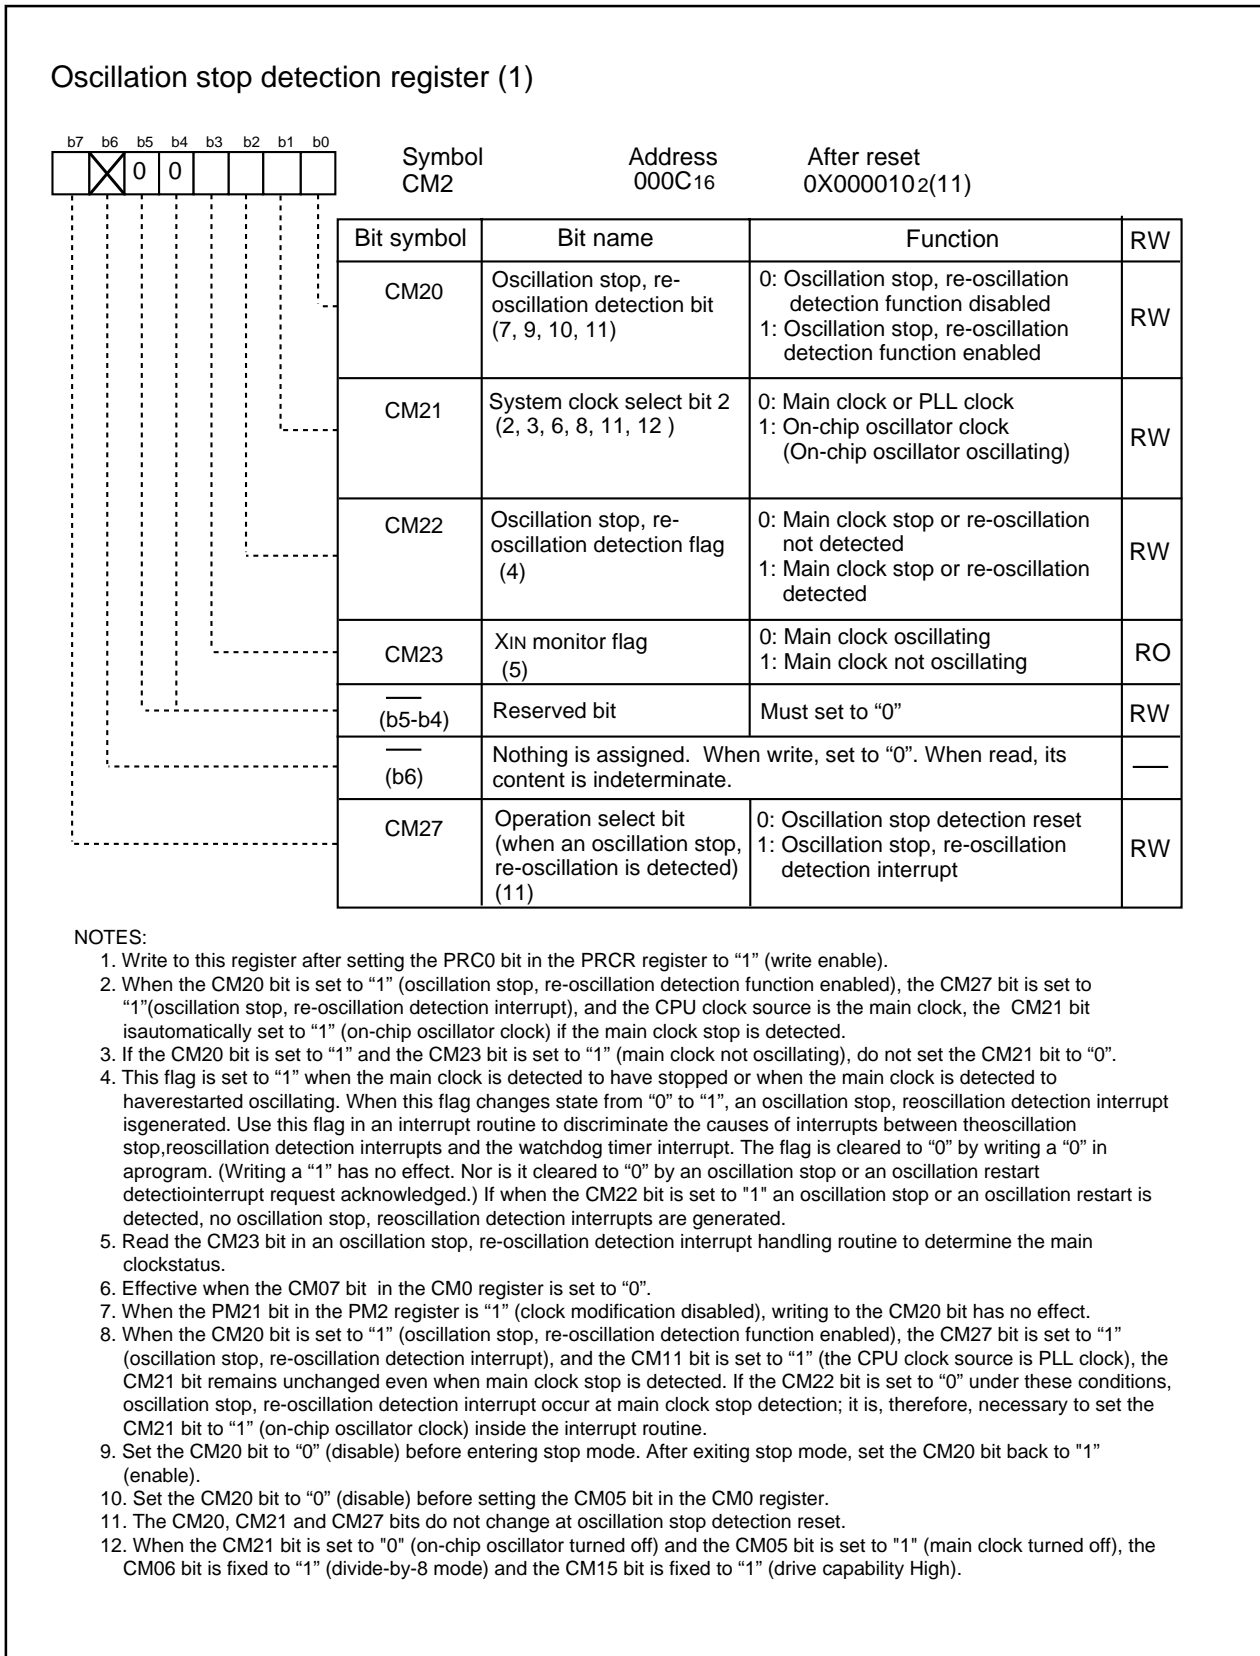 Oscillation stop detection register (1)
b7 b6 b5 b4 b3 b2 b1 b0
0 0
Symbol Address After reset
CM2 000C16 0X0000102(11)
Bit symbol Bit name Function RW
CM20 Oscillation stop, re-
oscillation detection bit
(7, 9, 10, 11)
0: Oscillation stop, re-oscillation
detection function disabled
1: Oscillation stop, re-oscillation
detection function enabled
RW
CM21 System clock select bit 2
(2, 3, 6, 8, 11, 12 )
0: Main clock or PLL clock
1: On-chip oscillator clock
(On-chip oscillator oscillating)
RW
CM22 Oscillation stop, re-
oscillation detection flag
(4)
0: Main clock stop or re-oscillation
not detected
1: Main clock stop or re-oscillation
detected
RW
CM23 XIN monitor flag
(5)
0: Main clock oscillating
1: Main clock not oscillating
RO
(b5-b4) Reserved bit Must set to “0” RW
(b6) Nothing is assigned. When write, set to “0”. When read, its
content is indeterminate.
CM27 Operation select bit
(when an oscillation stop,
re-oscillation is detected)
(11)
0: Oscillation stop detection reset
1: Oscillation stop, re-oscillation
detection interrupt
RW
NOTES:
1. Write to this register after setting the PRC0 bit in the PRCR register to “1” (write enable).
2. When the CM20 bit is set to “1” (oscillation stop, re-oscillation detection function enabled), the CM27 bit is set to
“1”(oscillation stop, re-oscillation detection interrupt), and the CPU clock source is the main clock, the CM21 bit
isautomatically set to “1” (on-chip oscillator clock) if the main clock stop is detected.
3. If the CM20 bit is set to “1” and the CM23 bit is set to “1” (main clock not oscillating), do not set the CM21 bit to “0”.
4. This flag is set to “1” when the main clock is detected to have stopped or when the main clock is detected to
haverestarted oscillating. When this flag changes state from “0” to “1”, an oscillation stop, reoscillation detection interrupt
isgenerated. Use this flag in an interrupt routine to discriminate the causes of interrupts between theoscillation
stop,reoscillation detection interrupts and the watchdog timer interrupt. The flag is cleared to “0” by writing a “0” in
aprogram. (Writing a “1” has no effect. Nor is it cleared to “0” by an oscillation stop or an oscillation restart
detectiointerrupt request acknowledged.) If when the CM22 bit is set to "1" an oscillation stop or an oscillation restart is
detected, no oscillation stop, reoscillation detection interrupts are generated.
5. Read the CM23 bit in an oscillation stop, re-oscillation detection interrupt handling routine to determine the main
clockstatus.
6. Effective when the CM07 bit in the CM0 register is set to “0”.
7. When the PM21 bit in the PM2 register is “1” (clock modification disabled), writing to the CM20 bit has no effect.
8. When the CM20 bit is set to “1” (oscillation stop, re-oscillation detection function enabled), the CM27 bit is set to “1”
(oscillation stop, re-oscillation detection interrupt), and the CM11 bit is set to “1” (the CPU clock source is PLL clock), the
CM21 bit remains unchanged even when main clock stop is detected. If the CM22 bit is set to “0” under these conditions,
oscillation stop, re-oscillation detection interrupt occur at main clock stop detection; it is, therefore, necessary to set the
CM21 bit to “1” (on-chip oscillator clock) inside the interrupt routine.
9. Set the CM20 bit to “0” (disable) before entering stop mode. After exiting stop mode, set the CM20 bit back to "1”
(enable).
10. Set the CM20 bit to “0” (disable) before setting the CM05 bit in the CM0 register.
11. The CM20, CM21 and CM27 bits do not change at oscillation stop detection reset.
12. When the CM21 bit is set to "0" (on-chip oscillator turned off) and the CM05 bit is set to "1" (main clock turned off), the
CM06 bit is fixed to “1” (divide-by-8 mode) and the CM15 bit is fixed to “1” (drive capability High).